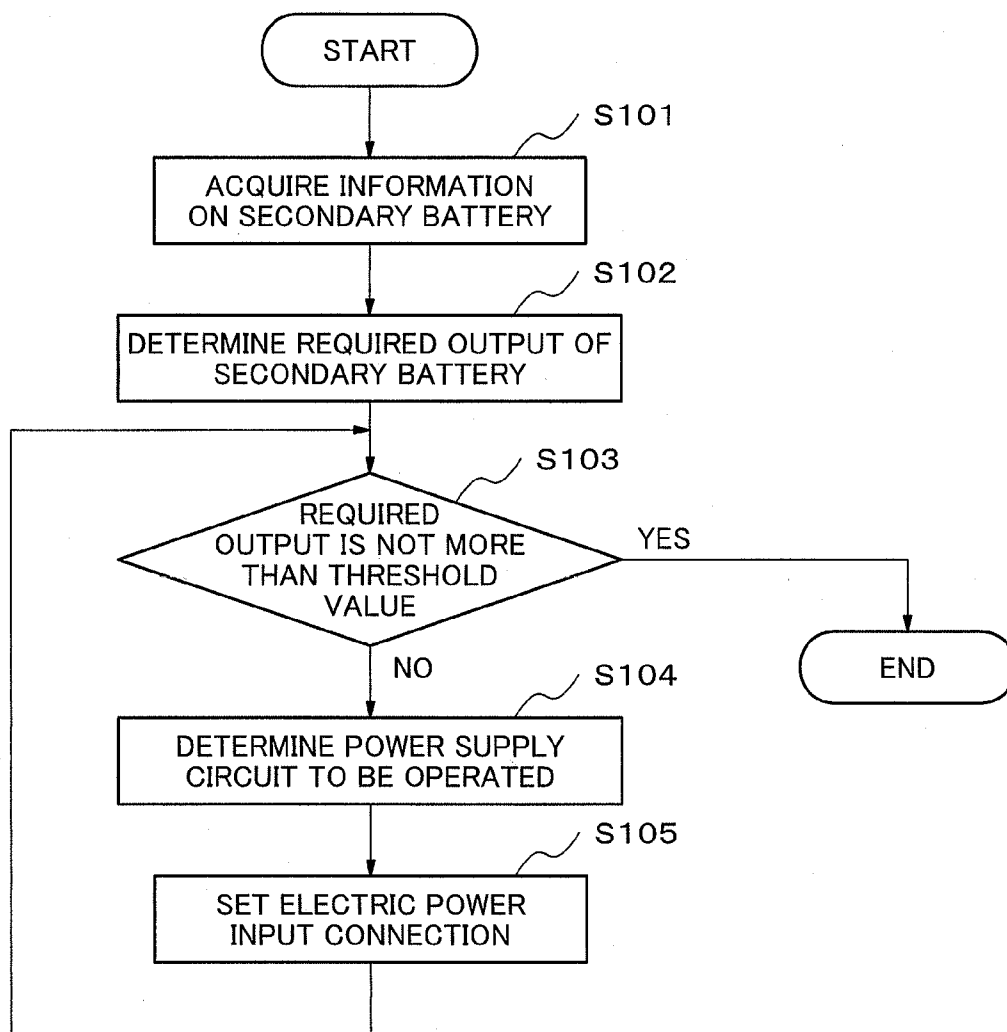 START
S101
ACQUIRE INFORMATION
ON SECONDARY BATTERY
S102
DETERMINE REQUIRED OUTPUT OF
SECONDARY BATTERY
S103
REQUIRED
OUTPUT IS NOT MORE
THAN THRESHOLD
VALUE
YES
END
NO
S104
DETERMINE POWER SUPPLY
CIRCUIT TO BE OPERATED
S105
SET ELECTRIC POWER
INPUT CONNECTION